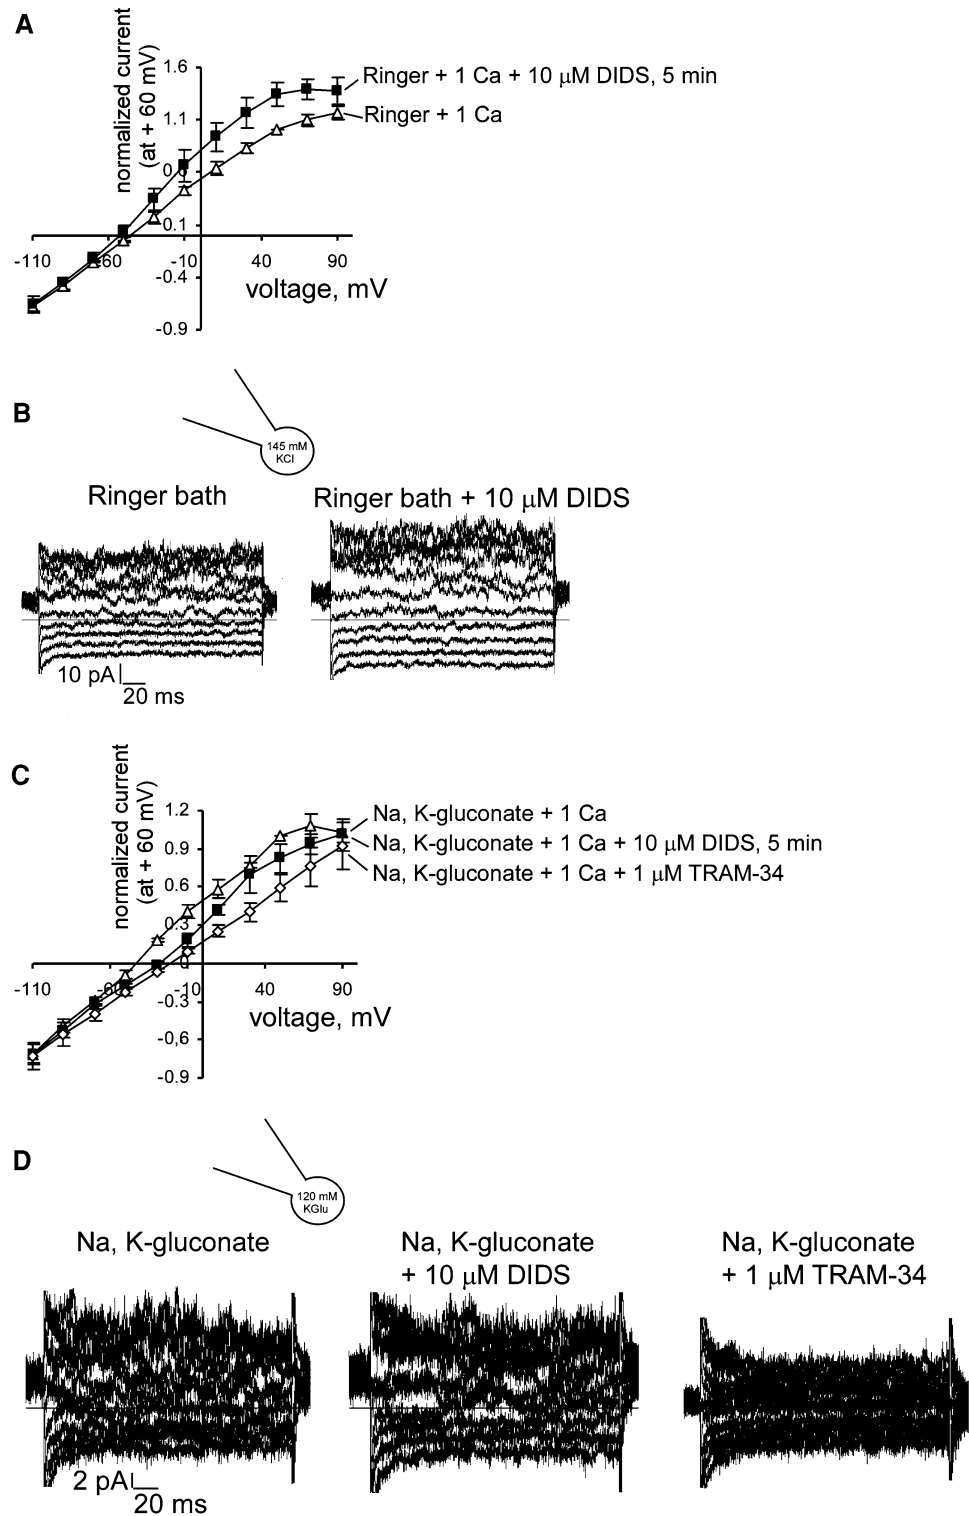 A
normalized current
(at + 60 mV)
1.6
1.1
0.1
-0.4
-0.9
-110
-60
-10
40
90
voltage, mV
Ringer + 1 Ca + 10 μM DIDS, 5 min
Ringer + 1 Ca
B
145 mM
KCl
Ringer bath
Ringer bath + 10 μM DIDS
10 pA
20 ms
C
normalized current
(at + 60 mV)
1.2
0.9
0.6
0.3
0
-0.3
-0,6
-0.9
-110
-60
-10
40
90
voltage, mV
Na, K-gluconate + 1 Ca
Na, K-gluconate + 1 Ca + 10 μM DIDS, 5 min
Na, K-gluconate + 1 Ca + 1 μM TRAM-34
D
120 mM
KGlu
Na, K-gluconate
Na, K-gluconate
+ 10 μM DIDS
Na, K-gluconate
+ 1 μM TRAM-34
2 pA
20 ms